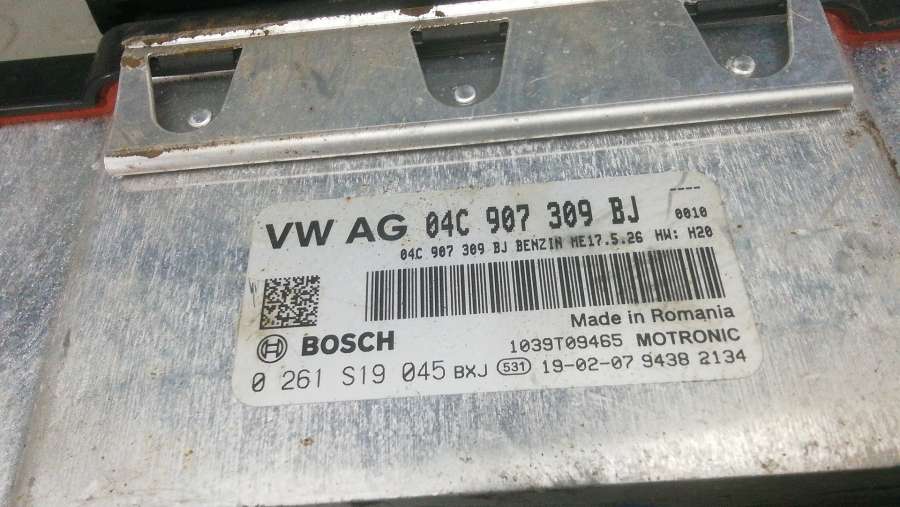 VW AG 04C 907 309 BJ ----
0010
04C 907 309 BJ BENZIN ME17.5.26 HW: H20
Made in Romania
BOSCH 1039T09465 MOTRONIC
0 261 S19 045 BXJ 531 19-02-07 9438 2134